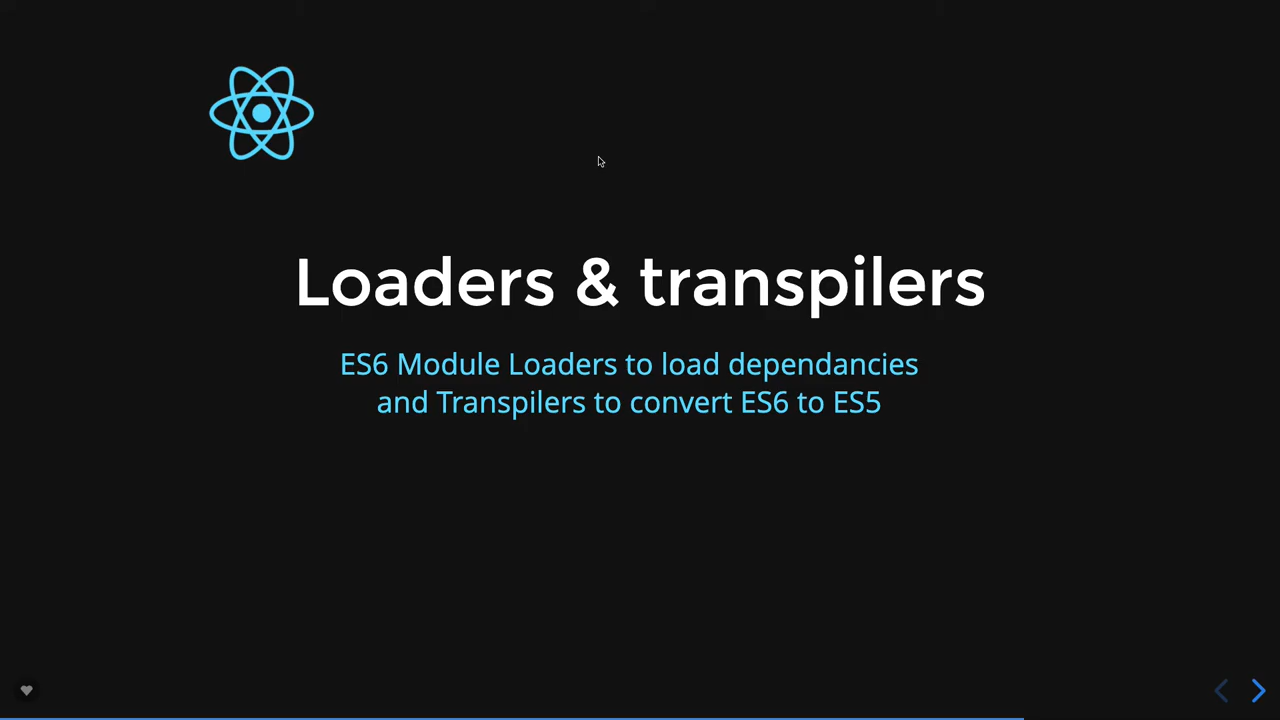 Loaders & transpilers
ES6 Module Loaders to load dependancies
and Transpilers to convert ES6 to ES5